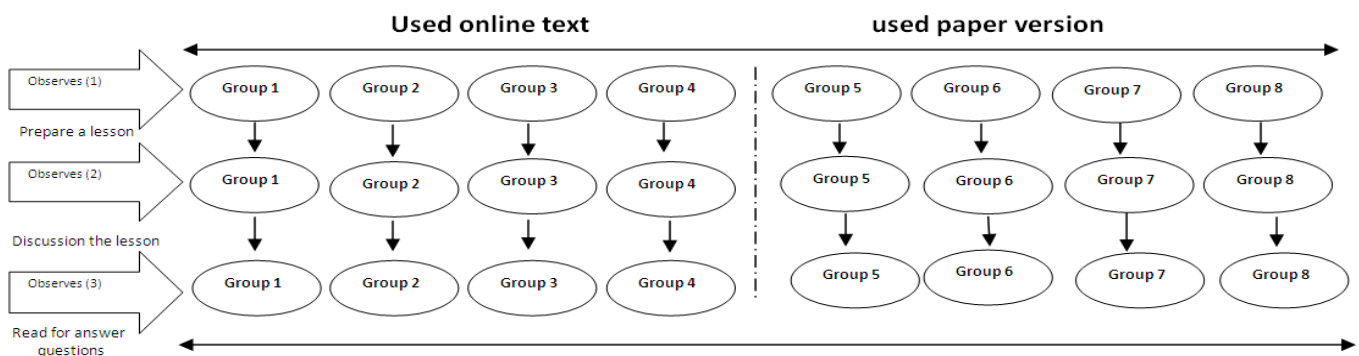 Used online text used paper version
Observes (1)
Group 1 Group 2 Group 3 Group 4 Group 5 Group 6 Group 7 Group 8
Prepare a lesson
Observes (2)
Group 1 Group 2 Group 3 Group 4 Group 5 Group 6 Group 7 Group 8
Discussion the lesson
Observes (3)
Group 1 Group 2 Group 3 Group 4 Group 5 Group 6 Group 7 Group 8
Read for answer
questions